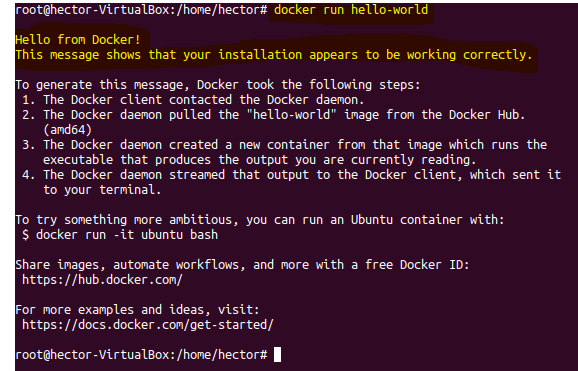 root@hector-VirtualBox:/home/hector# docker run hello-world
Hello from Docker!
This message shows that your installation appears to be working correctly.
To generate this message, Docker took the following steps:
1. The Docker client contacted the Docker daemon.
2. The Docker daemon pulled the "hello-world" image from the Docker Hub.
(amd64)
3. The Docker daemon created a new container from that image which runs the
executable that produces the output you are currently reading.
4. The Docker daemon streamed that output to the Docker client, which sent it
to your terminal.
To try something more ambitious, you can run an Ubuntu container with:
$ docker run -it ubuntu bash
Share images, automate workflows, and more with a free Docker ID:
https://hub.docker.com/
For more examples and ideas, visit:
https://docs.docker.com/get-started/
root@hector-VirtualBox:/home/hector#